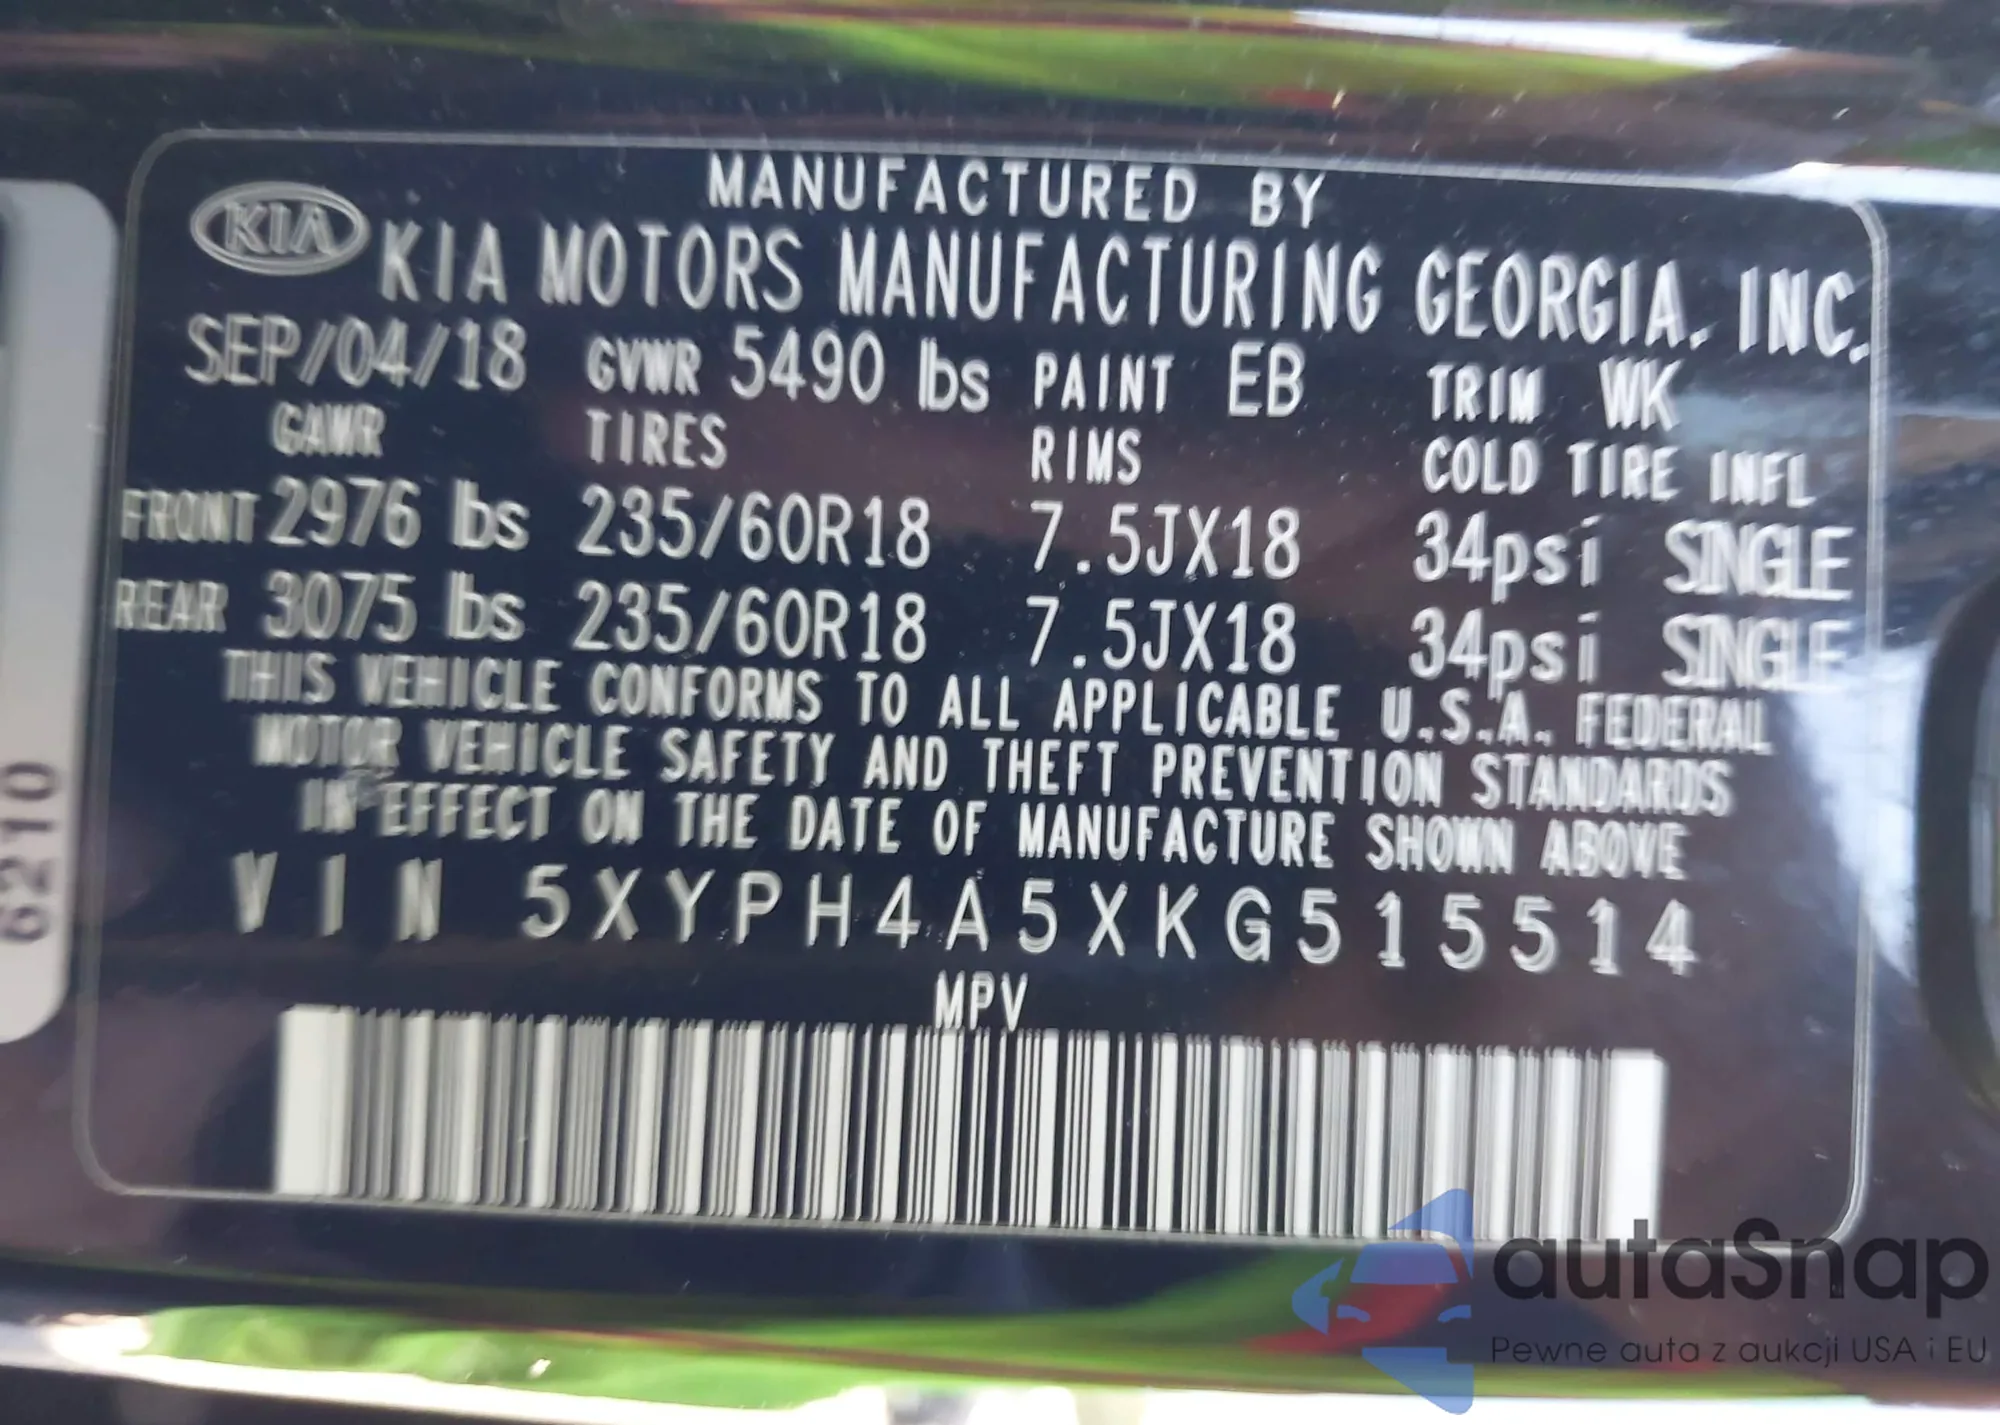 MANUFACTURED BY
KIA KIA MOTORS MANUFACTURING GEORGIA, INC.
SEP/04/18 GVWR 5490 lbs PAINT EB TRIM WK
GAWR TIRES RIMS COLD TIRE INFL
FRONT 2976 lbs 235/60R18 7.5JX18 34psi SINGLE
REAR 3075 lbs 235/60R18 7.5JX18 34psi SINGLE
THIS VEHICLE CONFORMS TO ALL APPLICABLE U.S.A. FEDERAL
MOTOR VEHICLE SAFETY AND THEFT PREVENTION STANDARDS
IN EFFECT ON THE DATE OF MANUFACTURE SHOWN ABOVE
VIN 5XYPH4A5XKG515514
MPV
6210
autaSnap
Pewne auta z aukcji USA i EU